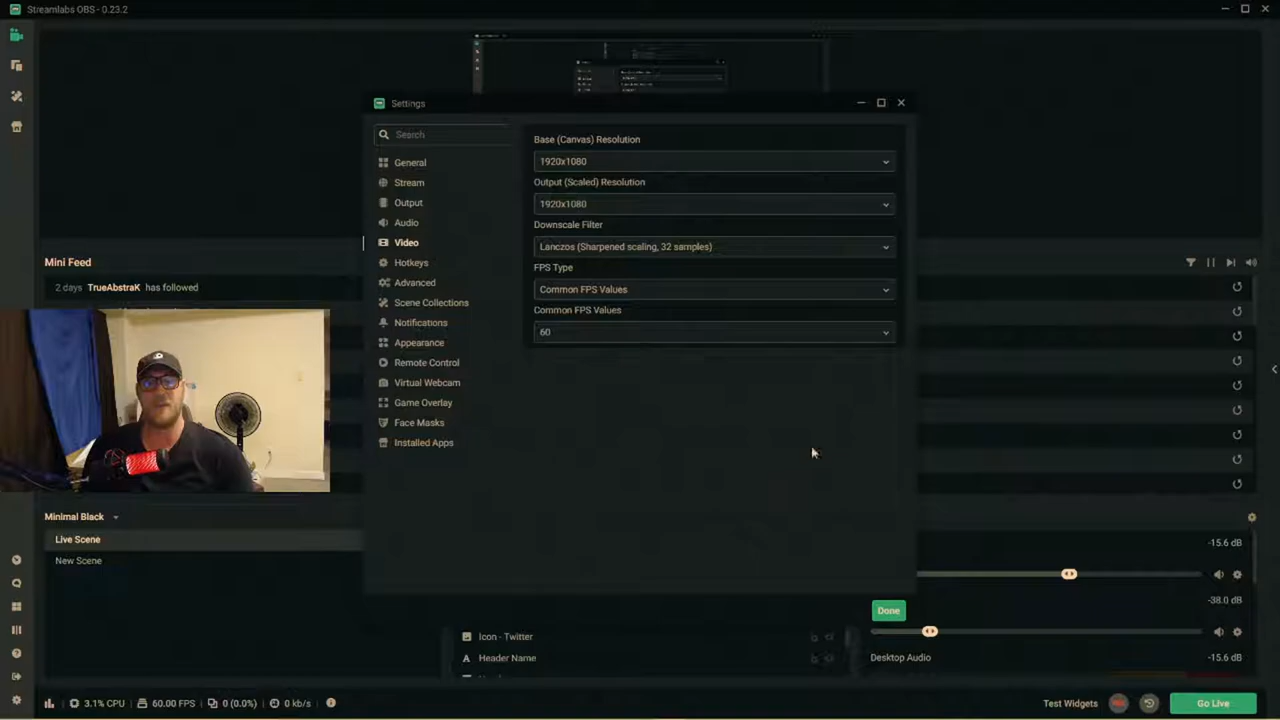 Streamlabs OBS - 0.23.2
Settings
Search
General
Stream
Output
Audio
Video
Hotkeys
Advanced
Scene Collections
Notifications
Appearance
Remote Control
Virtual Webcam
Game Overlay
Face Masks
Installed Apps
Base (Canvas) Resolution
1920x1080
Output (Scaled) Resolution
1920x1080
Downscale Filter
Lanczos (Sharpened scaling, 32 samples)
FPS Type
Common FPS Values
Common FPS Values
60
Done
Mini Feed
2 days TrueAbstraK has followed
Minimal Black
Live Scene
New Scene
Icon - Twitter
Header Name
-15.6 dB
-38.0 dB
Desktop Audio -15.6 dB
3.1% CPU 60.00 FPS 0 (0.0%) 0 kb/s
Test Widgets
Go Live